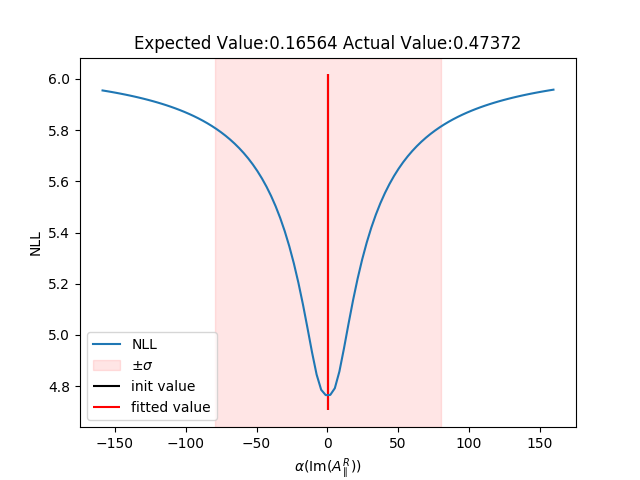 Expected Value:0.16564 Actual Value:0.47372
NLL
6.0
5.8
5.6
5.4
5.2
5.0
4.8
NLL
±σ
init value
fitted value
−150 −100 −50 0 50 100 150
α(Im(A^R_∥))